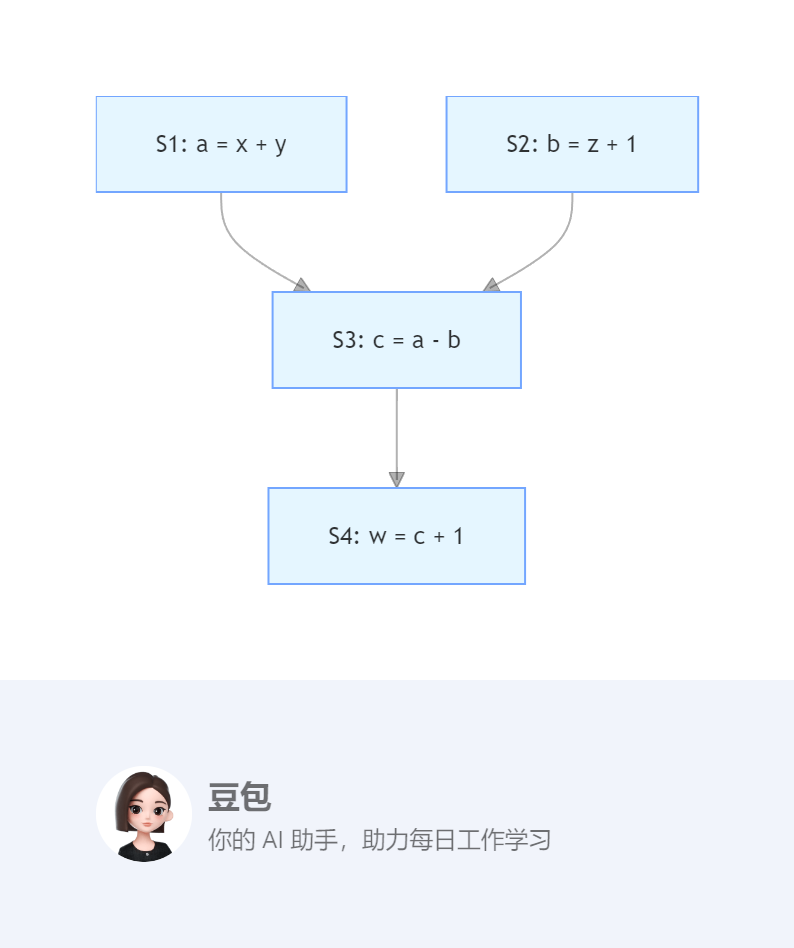 S1: a = x + y
S2: b = z + 1
S3: c = a - b
S4: w = c + 1
豆包
你的 AI 助手，助力每日工作学习